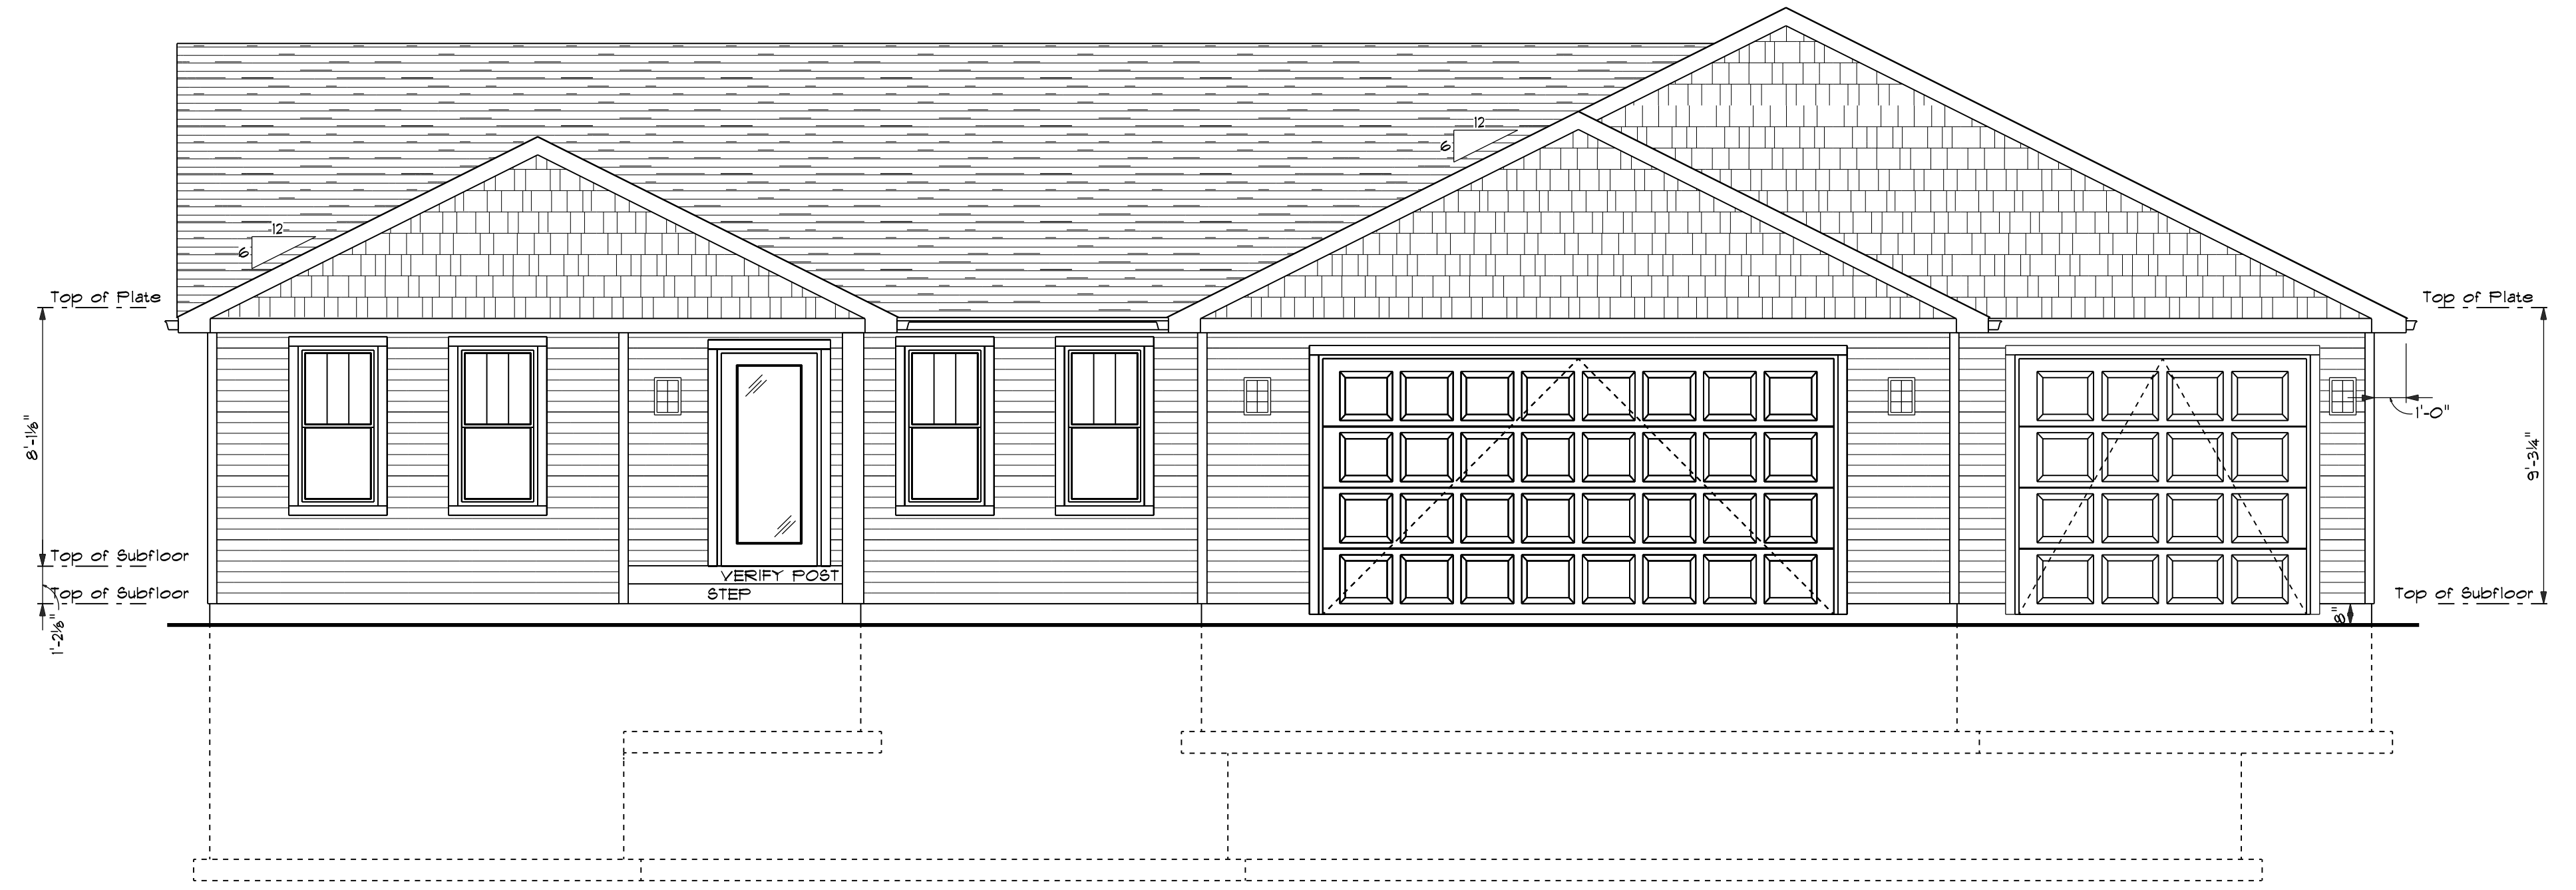 12
6
12
6
Top of Plate
Top of Plate
1'-0"
8'-1⅛"
9'-3¼"
Top of Subfloor
VERIFY POST
STEP
Top of Subfloor
Top of Subfloor
8"
1'-2⅛"